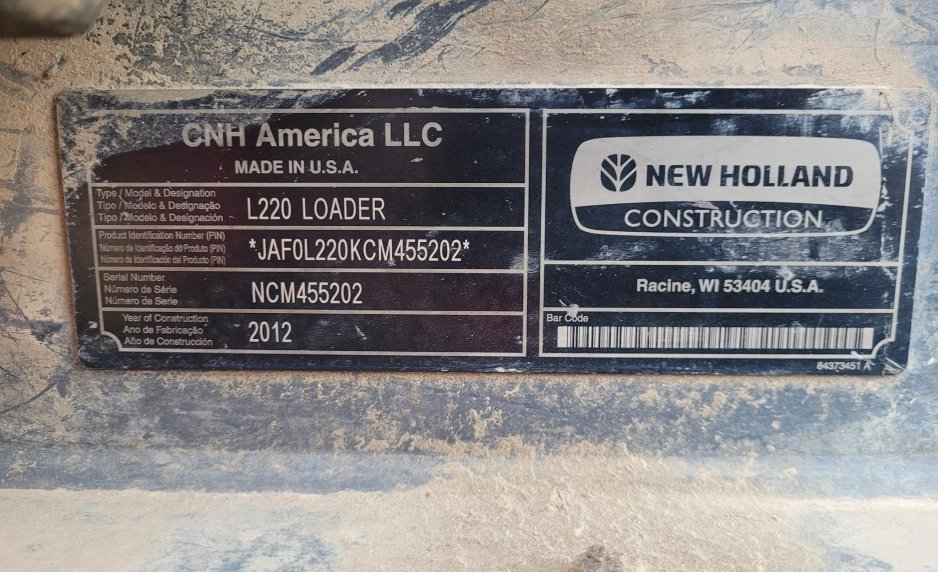 CNH America LLC
MADE IN U.S.A.
Type / Model & Designation
Tipo / Modelo & Designação
Tipo / Modelo & Designación
L220 LOADER
Product Identification Number (PIN)
Número de Identificação do Produto (PIN)
Número de Identificación del Producto (PIN)
*JAF0L220KCM455202*
Serial Number
Número de Série
Número de Serie
NCM455202
Year of Construction
Ano de Fabricação
Año de Construcción
2012
NEW HOLLAND
CONSTRUCTION
Racine, WI 53404 U.S.A.
Bar Code
84373451 A